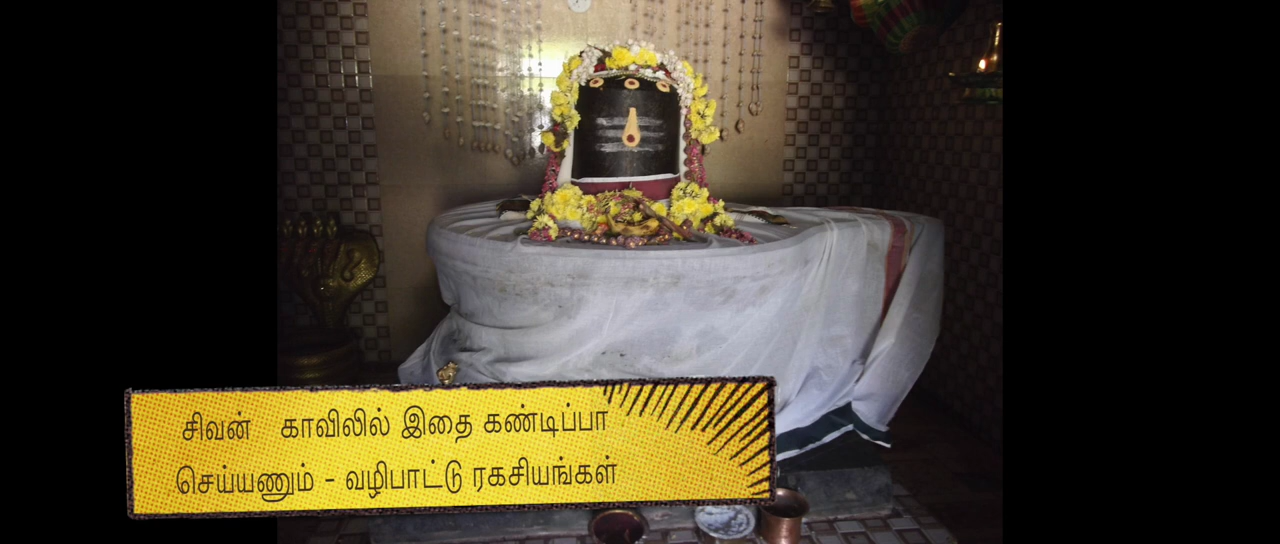 சிவன் காவிலில் இதை கண்டிப்பா
செய்யணும் - வழிபாட்டு ரகசியங்கள்